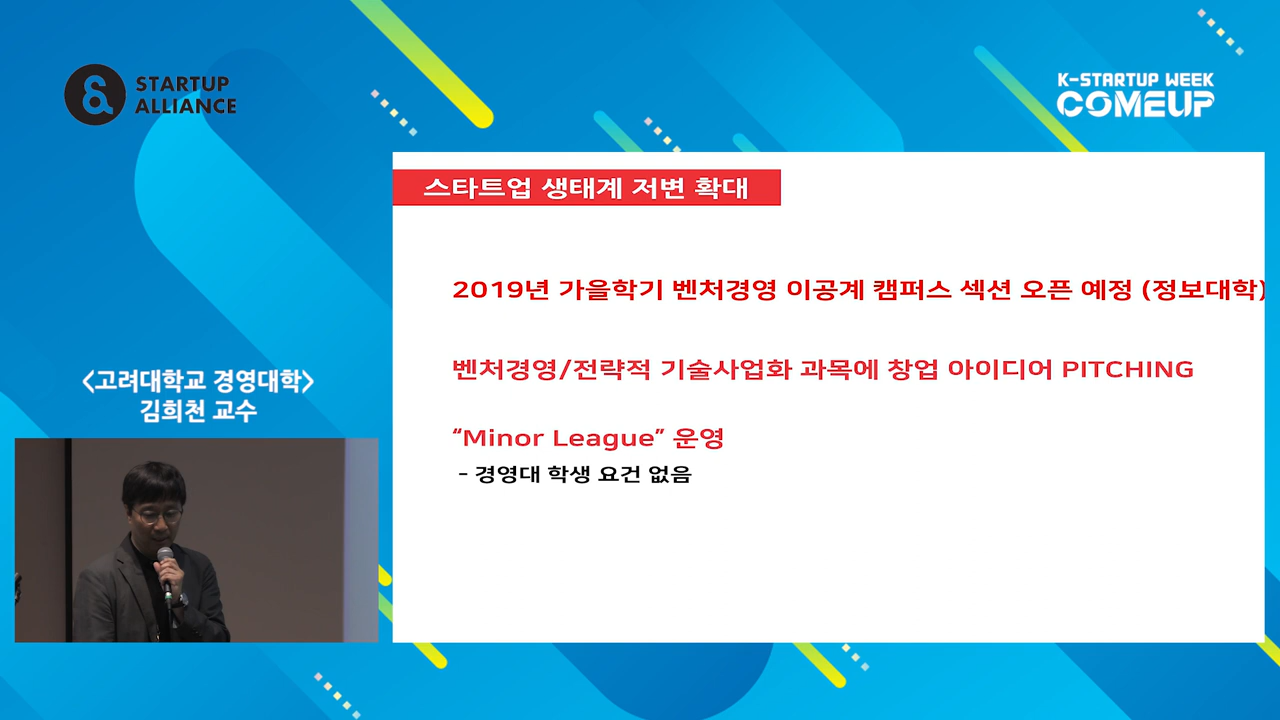 STARTUP
ALLIANCE
K-STARTUP WEEK
COMEUP
스타트업 생태계 저변 확대
2019년 가을학기 벤처경영 이공계 캠퍼스 섹션 오픈 예정 (정보대학)
벤처경영/전략적 기술사업화 과목에 창업 아이디어 PITCHING
“Minor League” 운영
- 경영대 학생 요건 없음
<고려대학교 경영대학>
김희천 교수